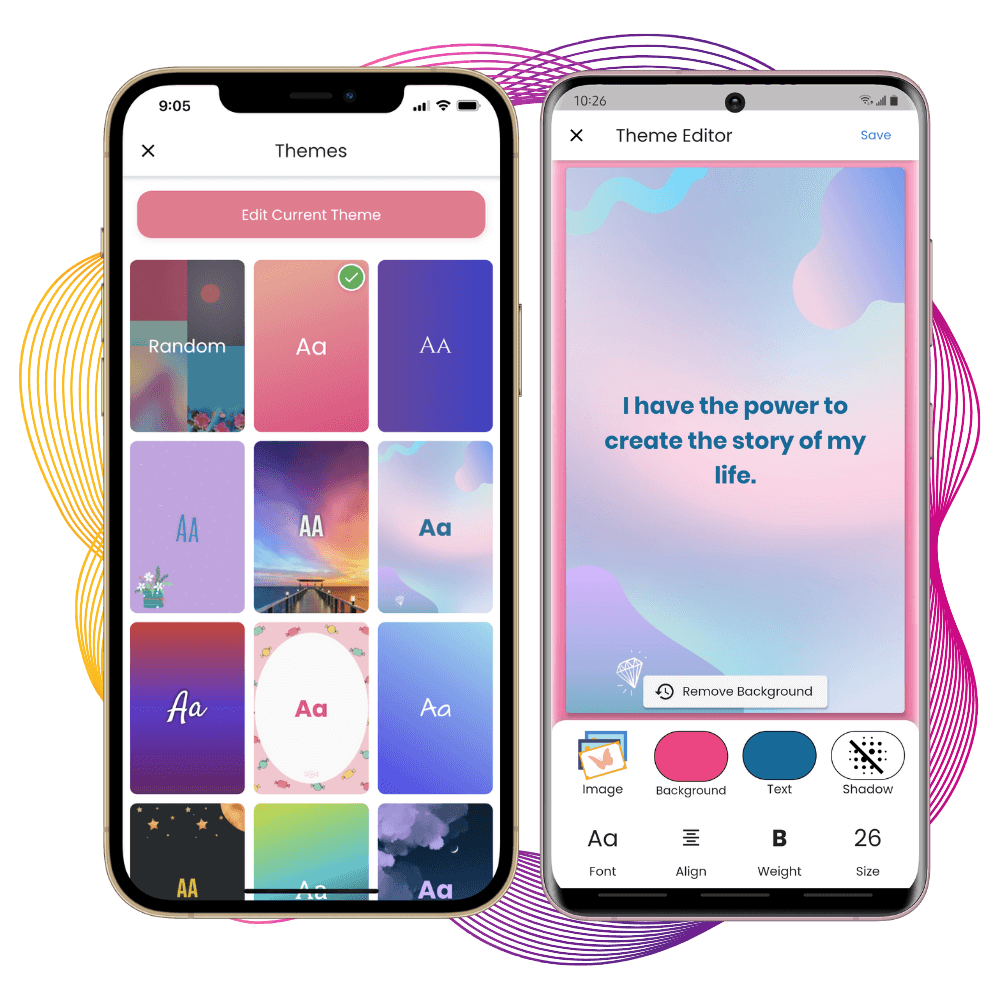 9:05
Themes
Edit Current Theme
Random
Aa
AA
AA
AA
Aa
Aa
Aa
Aa
AA
Aa
Aa
10:26
Theme Editor
Save
I have the power to
create the story of my
life.
Remove Background
Image
Background
Text
Shadow
Aa
B
26
Font
Align
Weight
Size